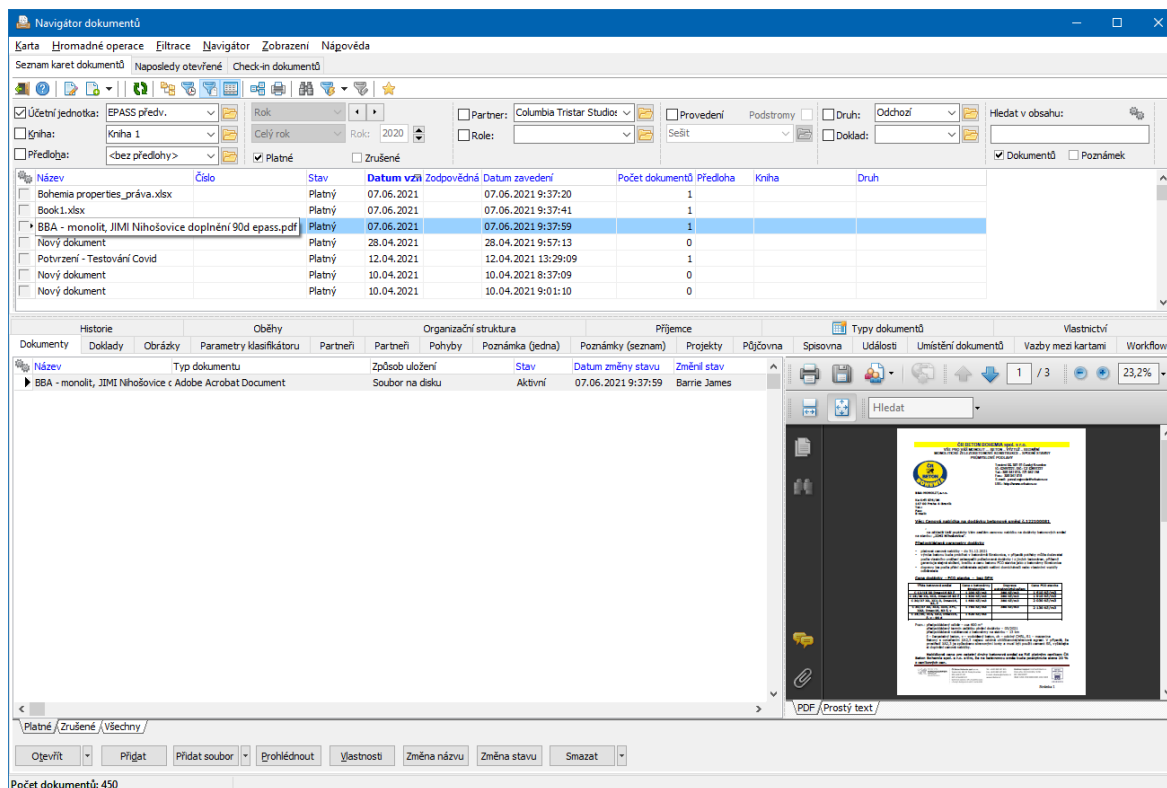 Navigátor dokumentů
Karta Hromadné operace Filtrace Navigátor Zobrazení Nápověda
Seznam karet dokumentů Naposledy otevřené Check-in dokumentů
Účetní jednotka: EPASS předv. Rok Partner: Columbia Tristar Studios Provedení Podstromy Druh: Odchozí Hledat v obsahu:
Kniha: Kniha 1 Celý rok Rok: 2020 Role: Sešit Doklad:
Předloha: <bez předlohy> Platné Zrušené Dokumentů Poznámek
Název Číslo Stav Datum vzn Zodpovědná Datum zavedení Počet dokumentů Předloha Kniha Druh
Bohemia properties_práva.xlsx Platný 07.06.2021 07.06.2021 9:37:20 1
Book1.xlsx Platný 07.06.2021 07.06.2021 9:37:41 1
BBA - monolit, JIMI Nihošovice doplnění 90d epass.pdf Platný 07.06.2021 07.06.2021 9:37:59 1
Nový dokument Platný 28.04.2021 28.04.2021 9:57:13 0
Potvrzení - Testování Covid Platný 12.04.2021 12.04.2021 13:29:09 1
Nový dokument Platný 10.04.2021 10.04.2021 8:37:09 0
Nový dokument Platný 10.04.2021 10.04.2021 9:01:10 0
Historie Oběhy Organizační struktura Příjemce Typy dokumentů Vlastnictví
Dokumenty Doklady Obrázky Parametry klasifikátoru Partneři Partneři Pohyby Poznámka (jedna) Poznámky (seznam) Projekty Půjčovna Spisovna Události Umístění dokumentů Vazby mezi kartami Workflow
Název Typ dokumentu Způsob uložení Stav Datum změny stavu Změnil stav
BBA - monolit, JIMI Nihošovice c Adobe Acrobat Document Soubor na disku Aktivní 07.06.2021 9:37:59 Barrie James
1 / 3 23,2%
Hledat
ČB BETON BOHEMIA spol. s r.o.
PDF Prostý text
Platné Zrušené Všechny
Otevřít Přidat Přidat soubor Prohlédnout Vlastnosti Změna názvu Změna stavu Smazat
Počet dokumentů: 450